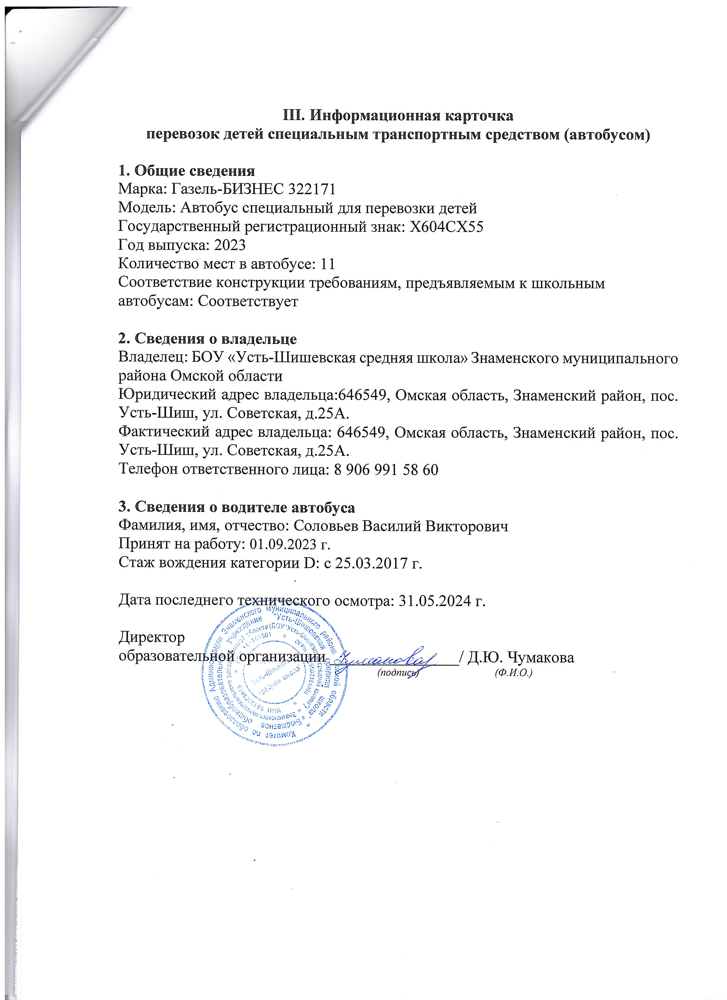 III. Информационная карточка
перевозок детей специальным транспортным средством (автобусом)
1. Общие сведения
Марка: Газель-БИЗНЕС 322171
Модель: Автобус специальный для перевозки детей
Государственный регистрационный знак: Х604СХ55
Год выпуска: 2023
Количество мест в автобусе: 11
Соответствие конструкции требованиям, предъявляемым к школьным
автобусам: Соответствует
2. Сведения о владельце
Владелец: БОУ «Усть-Шишевская средняя школа» Знаменского муниципального
района Омской области
Юридический адрес владельца:646549, Омская область, Знаменский район, пос.
Усть-Шиш, ул. Советская, д.25А.
Фактический адрес владельца: 646549, Омская область, Знаменский район, пос.
Усть-Шиш, ул. Советская, д.25А.
Телефон ответственного лица: 8 906 991 58 60
3. Сведения о водителе автобуса
Фамилия, имя, отчество: Соловьев Василий Викторович
Принят на работу: 01.09.2023 г.
Стаж вождения категории D: с 25.03.2017 г.
Дата последнего технического осмотра: 31.05.2024 г.
Директор
образовательной организации Чумакова / Д.Ю. Чумакова
(подпись) (Ф.И.О.)
Комитет по образованию Администрации Знаменского муниципального района Омской области *
Бюджетное общеобразовательное учреждение "Усть-Шишевская средняя школа" *
Знаменского муниципального района Омской области (БОУ "Усть-Шишевская средняя школа") *
ИНН
ОГРН
Усть-Шишевская
средняя школа